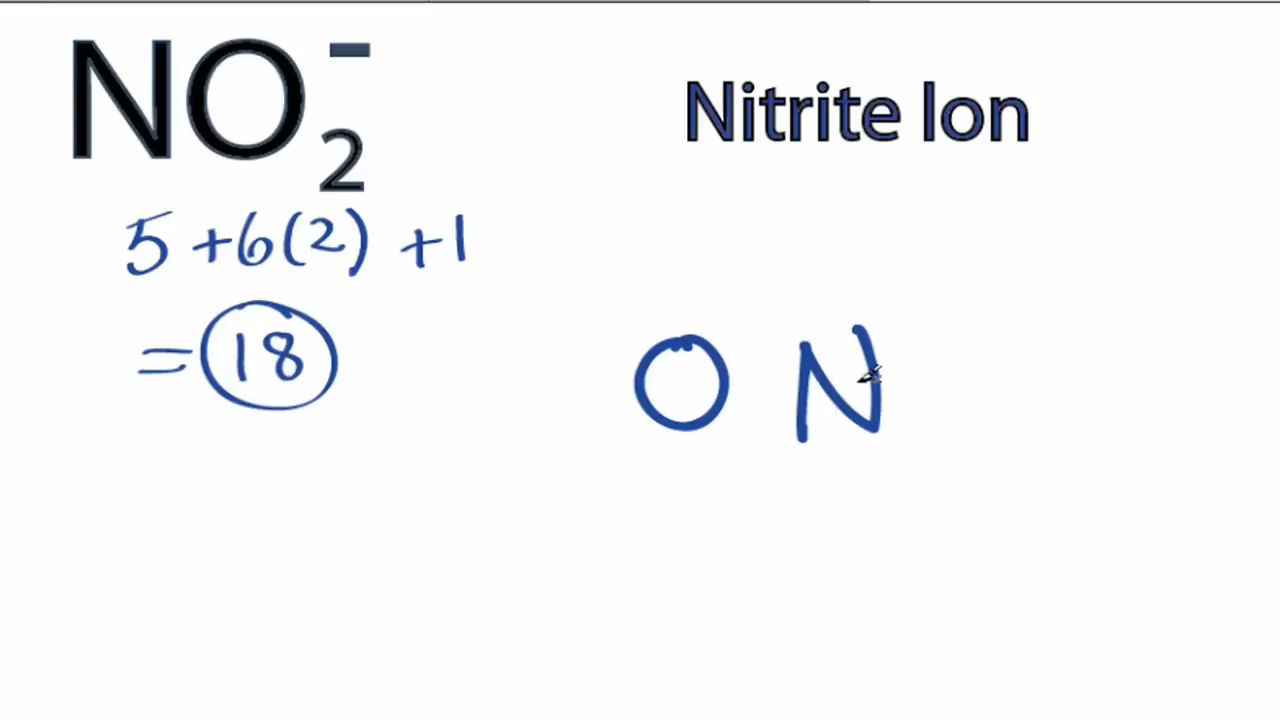 NO₂⁻
Nitrite Ion
5 + 6(2) + 1
= 18
O N